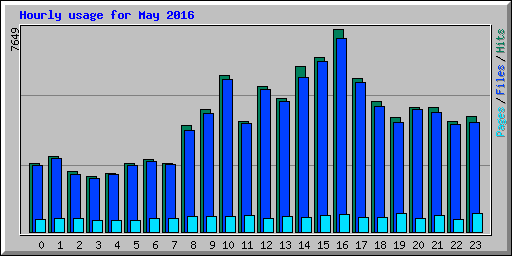 Hourly usage for May 2016
7649
Pages/Files/Hits
0 1 2 3 4 5 6 7 8 9 10 11 12 13 14 15 16 17 18 19 20 21 22 23